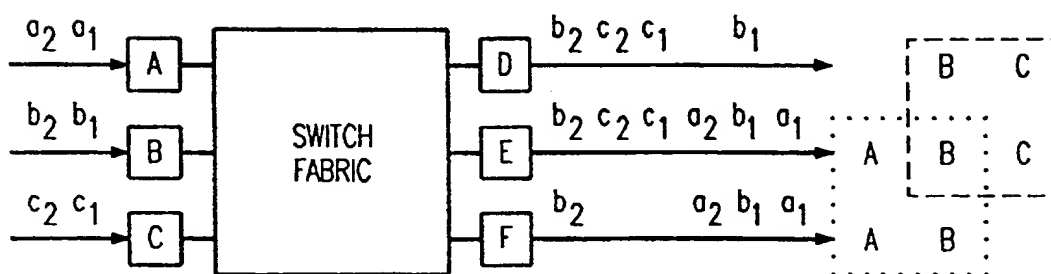 a₂ a₁ A D b₂ c₂ c₁ b₁ B C
b₂ b₁ B SWITCH FABRIC E b₂ c₂ c₁ a₂ b₁ a₁ A B C
c₂ c₁ C F b₂ a₂ b₁ a₁ A B